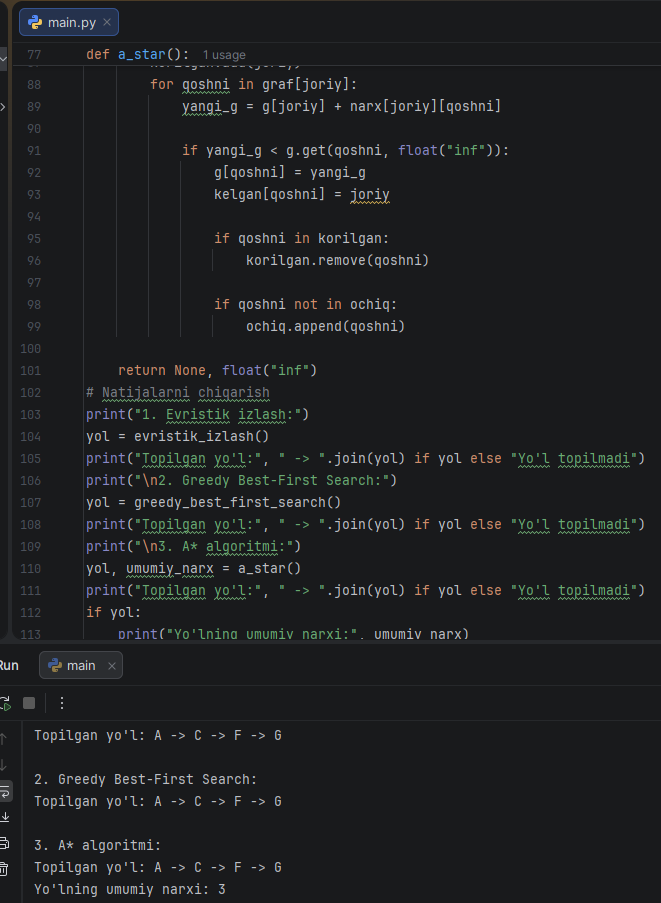 main.py
77 def a_star(): 1 usage
88 for qoshni in graf[joriy]:
89 yangi_g = g[joriy] + narx[joriy][qoshni]
90
91 if yangi_g < g.get(qoshni, float("inf")):
92 g[qoshni] = yangi_g
93 kelgan[qoshni] = joriy
94
95 if qoshni in korilgan:
96 korilgan.remove(qoshni)
97
98 if qoshni not in ochiq:
99 ochiq.append(qoshni)
100
101 return None, float("inf")
102 # Natijalarni chiqarish
103 print("1. Evristik izlash:")
104 yol = evristik_izlash()
105 print("Topilgan yo'l:", " -> ".join(yol) if yol else "Yo'l topilmadi")
106 print("\n2. Greedy Best-First Search:")
107 yol = greedy_best_first_search()
108 print("Topilgan yo'l:", " -> ".join(yol) if yol else "Yo'l topilmadi")
109 print("\n3. A* algoritmi:")
110 yol, umumiy_narx = a_star()
111 print("Topilgan yo'l:", " -> ".join(yol) if yol else "Yo'l topilmadi")
112 if yol:
113 print("Yo'lning umumiy narxi:", umumiy_narx)
Run main
Topilgan yo'l: A -> C -> F -> G
2. Greedy Best-First Search:
Topilgan yo'l: A -> C -> F -> G
3. A* algoritmi:
Topilgan yo'l: A -> C -> F -> G
Yo'lning umumiy narxi: 3